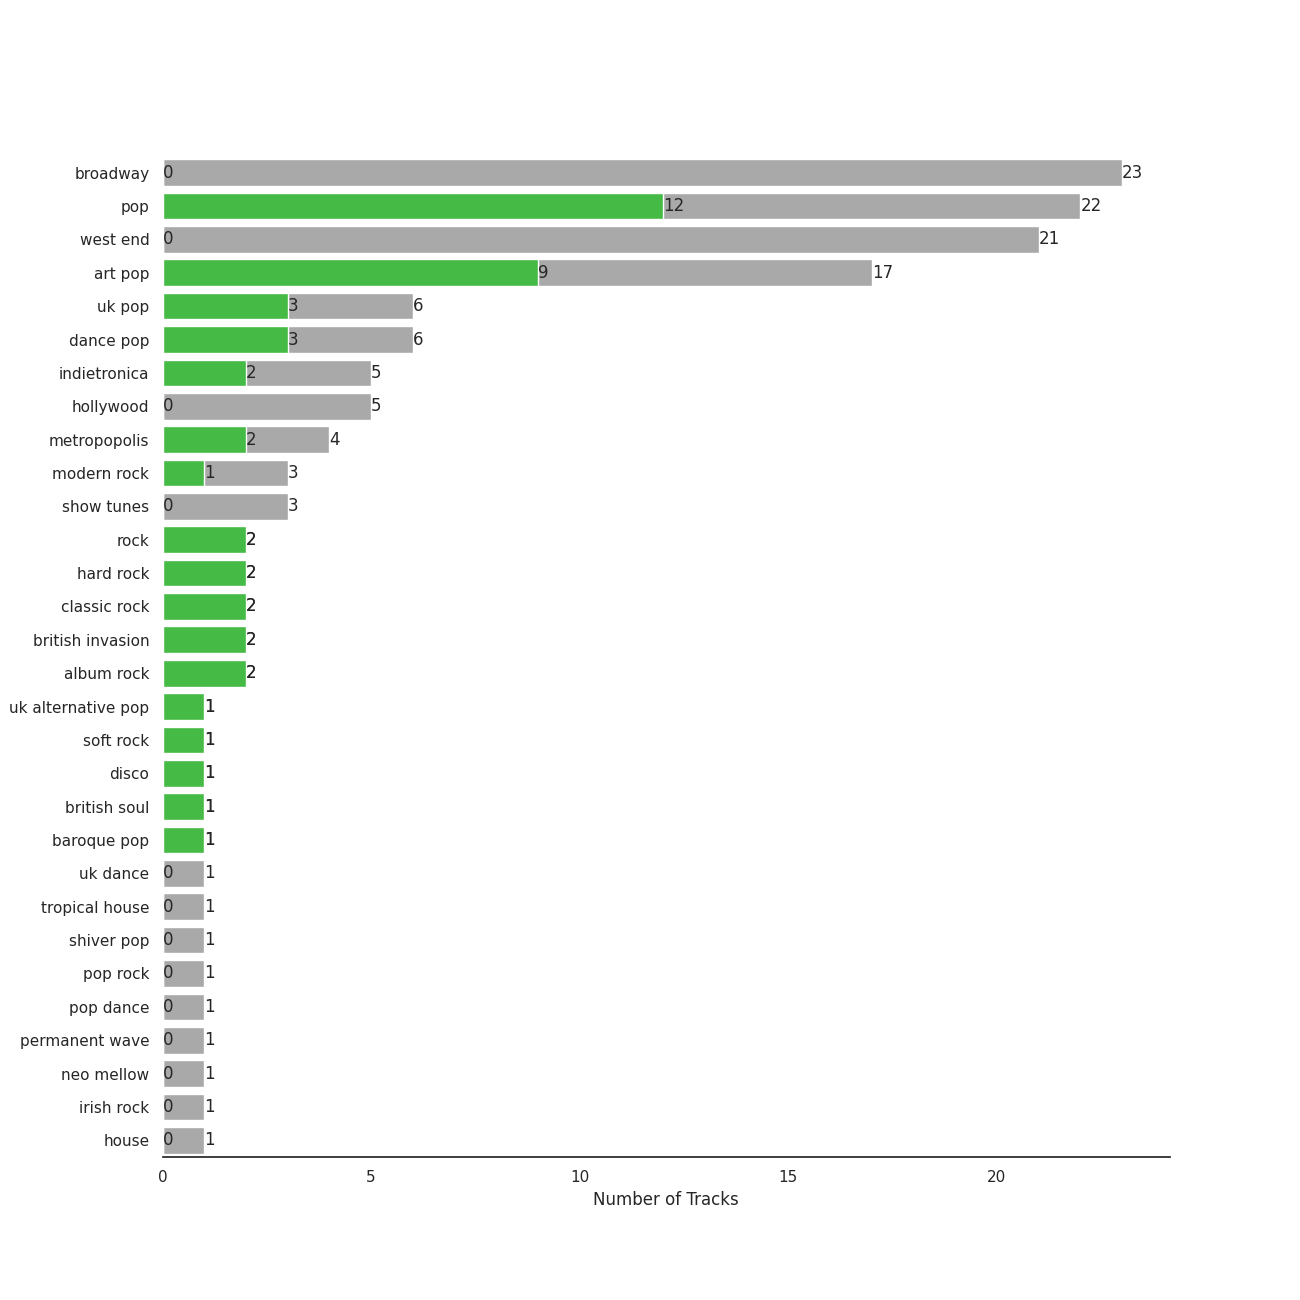 broadway 0 23
pop 12 22
west end 0 21
art pop 9 17
uk pop 3 6
dance pop 3 6
indietronica 2 5
hollywood 0 5
metropopolis 2 4
modern rock 1 3
show tunes 0 3
rock 2
hard rock 2
classic rock 2
british invasion 2
album rock 2
uk alternative pop 1
soft rock 1
disco 1
british soul 1
baroque pop 1
uk dance 0 1
tropical house 0 1
shiver pop 0 1
pop rock 0 1
pop dance 0 1
permanent wave 0 1
neo mellow 0 1
irish rock 0 1
house 0 1
0 5 10 15 20
Number of Tracks